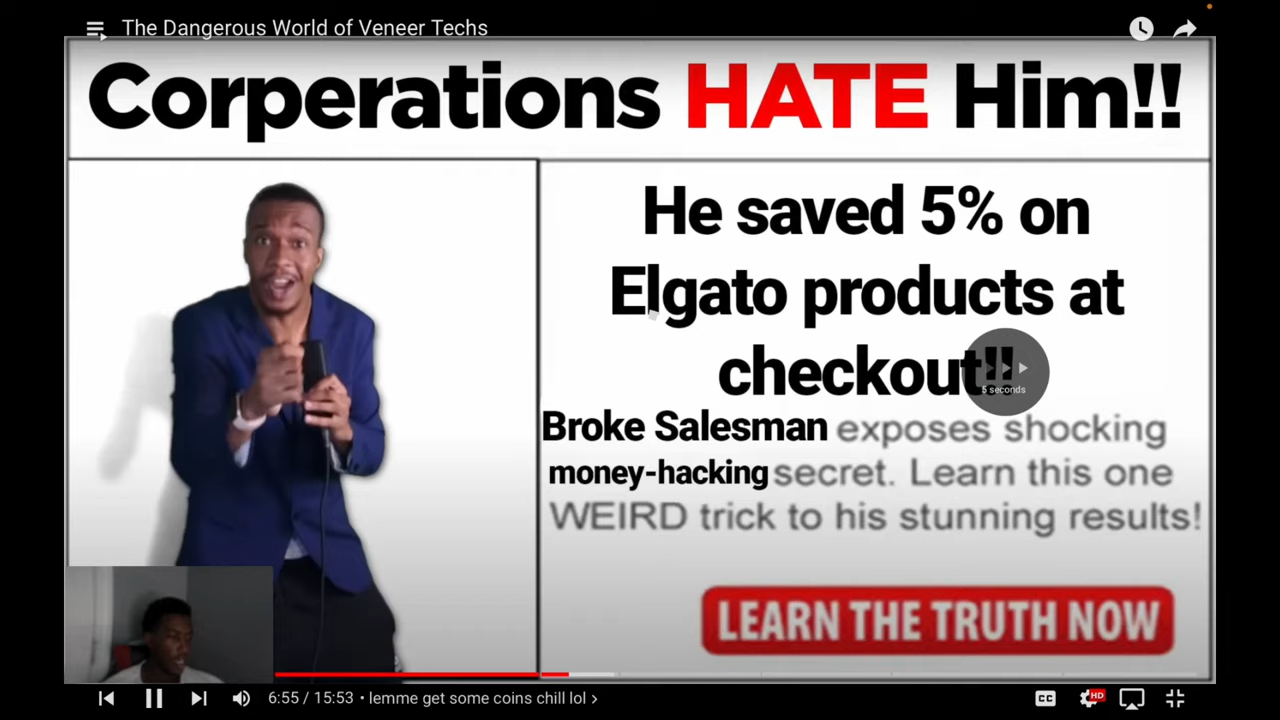 The Dangerous World of Veneer Techs
Corperations HATE Him!!
He saved 5% on
Elgato products at
checkout!!
5 seconds
Broke Salesman exposes shocking
money-hacking secret. Learn this one
WEIRD trick to his stunning results!
LEARN THE TRUTH NOW
6:55 / 15:53 • lemme get some coins chill lol >
CC
HD